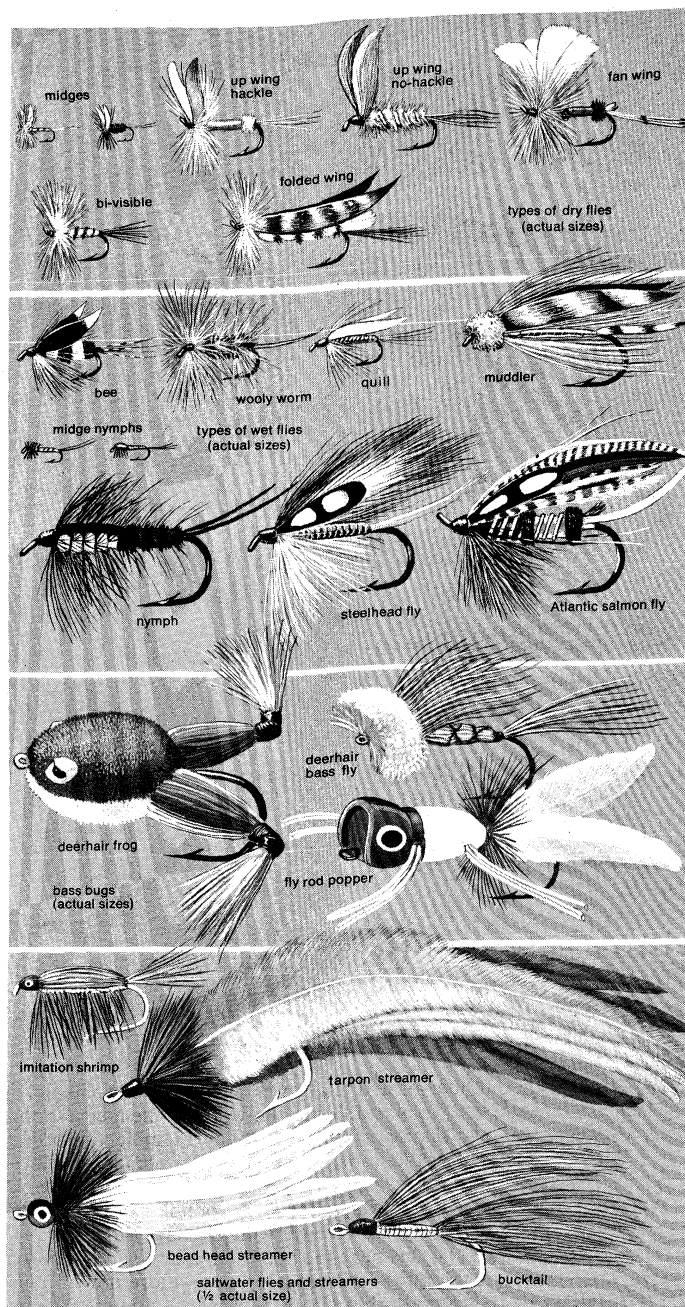 midges
up wing
hackle
up wing
no-hackle
fan wing
bi-visible
folded wing
types of dry flies
(actual sizes)
bee
wooly worm
quill
muddler
midge nymphs
types of wet flies
(actual sizes)
nymph
steelhead fly
Atlantic salmon fly
deerhair
bass fly
deerhair frog
fly rod popper
bass bugs
(actual sizes)
imitation shrimp
tarpon streamer
bead head streamer
bucktail
saltwater flies and streamers
(½ actual size)